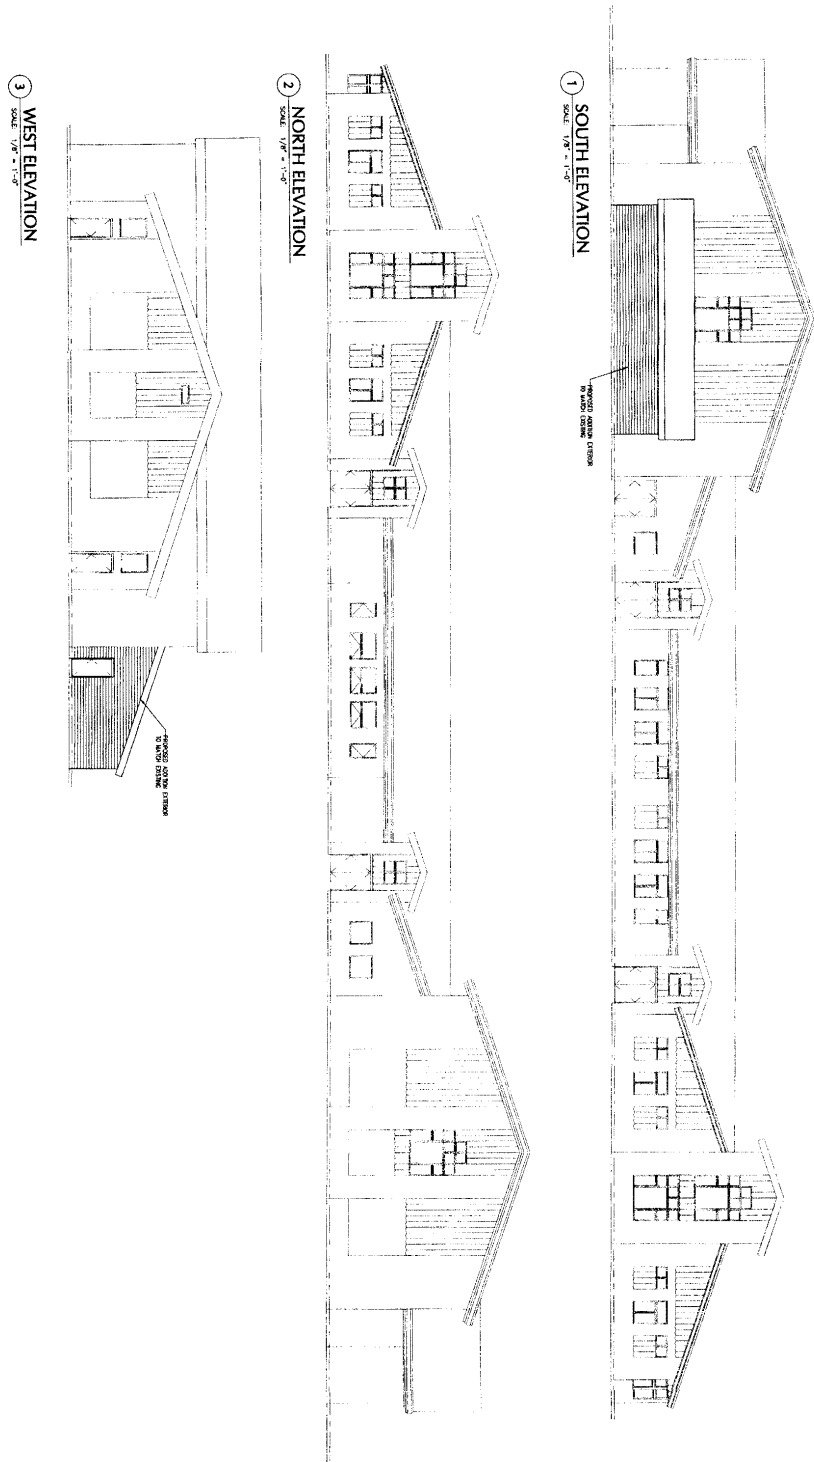 1
SOUTH ELEVATION
SCALE: 1/8" = 1'-0"
PROPOSED ADDITION EXTERIOR
TO MATCH EXISTING
2
NORTH ELEVATION
SCALE: 1/8" = 1'-0"
3
WEST ELEVATION
SCALE: 1/8" = 1'-0"
PROPOSED ADDITION EXTERIOR
TO MATCH EXISTING